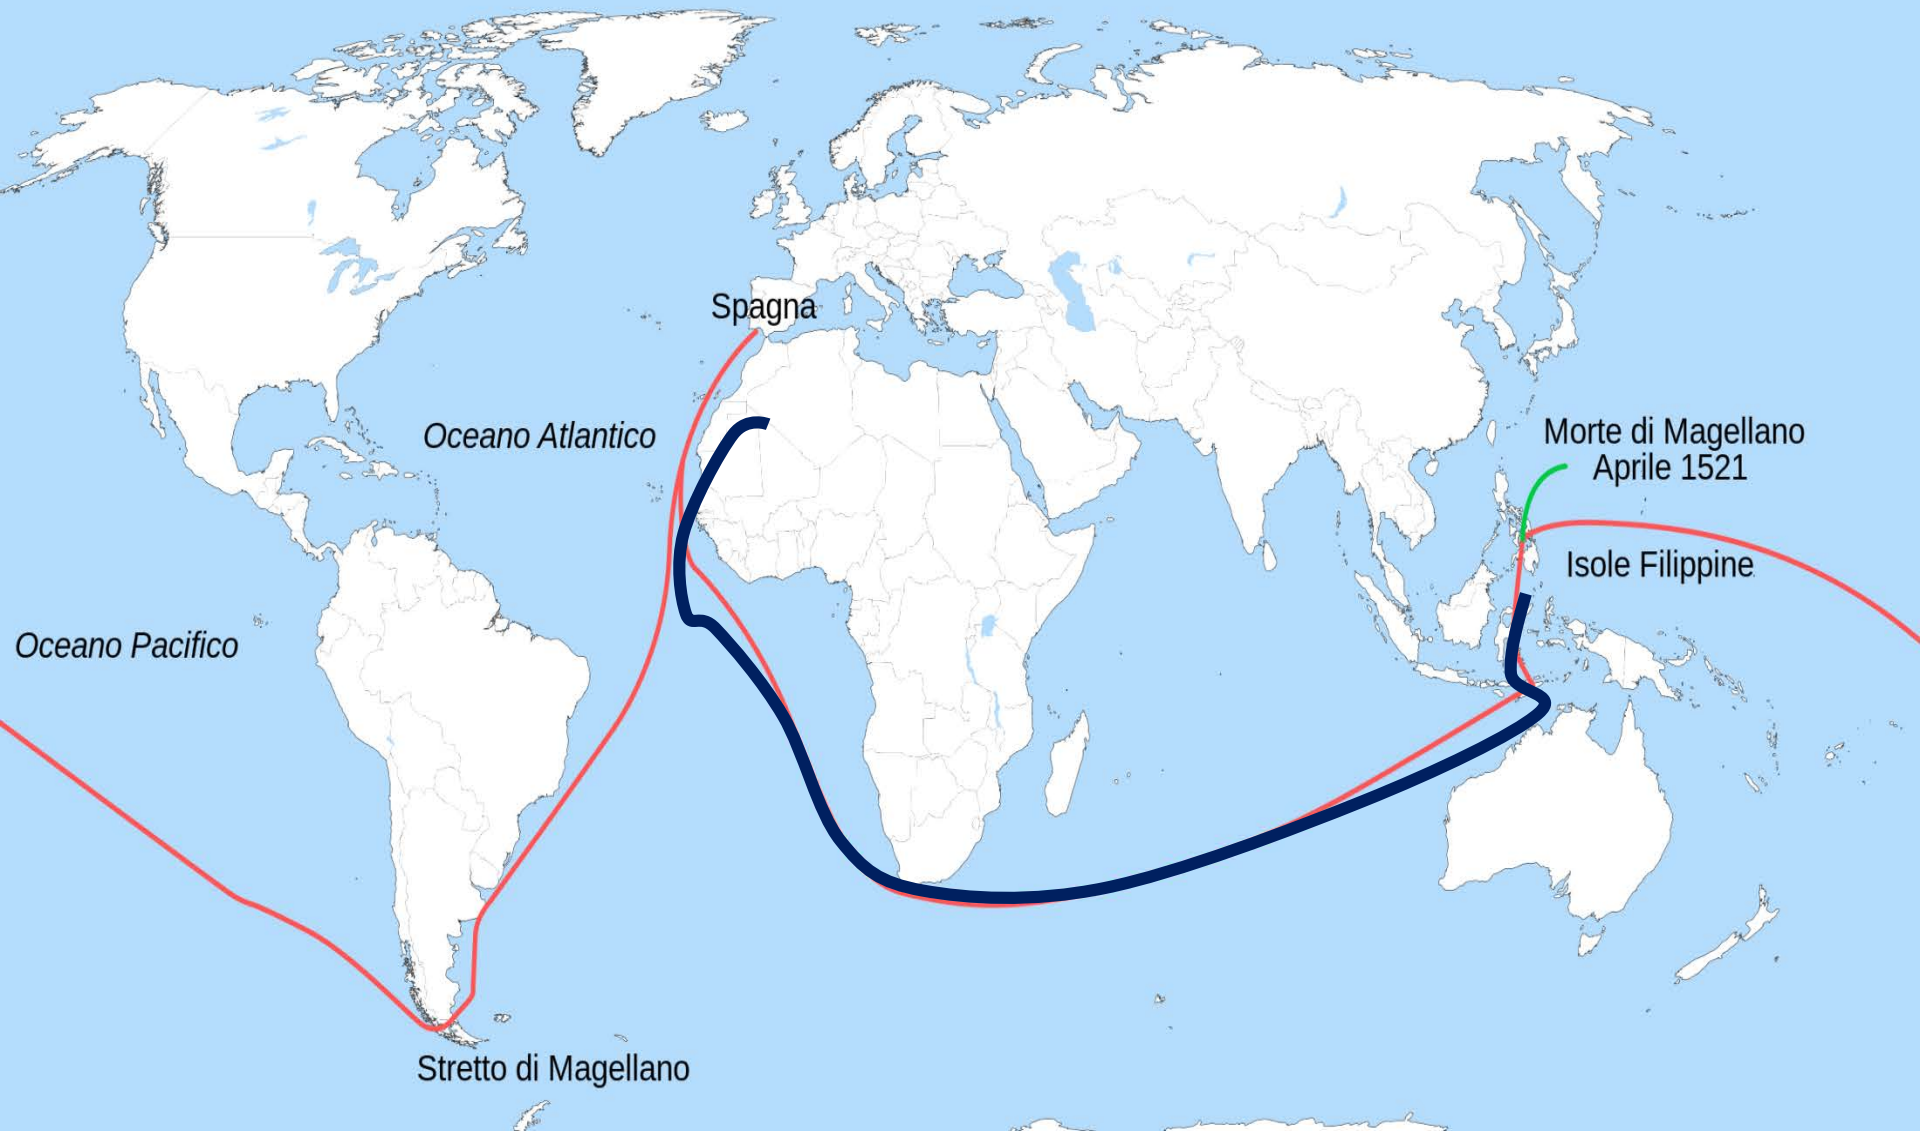 Spagna
Oceano Atlantico
Morte di Magellano
Aprile 1521
Isole Filippine
Oceano Pacifico
Stretto di Magellano